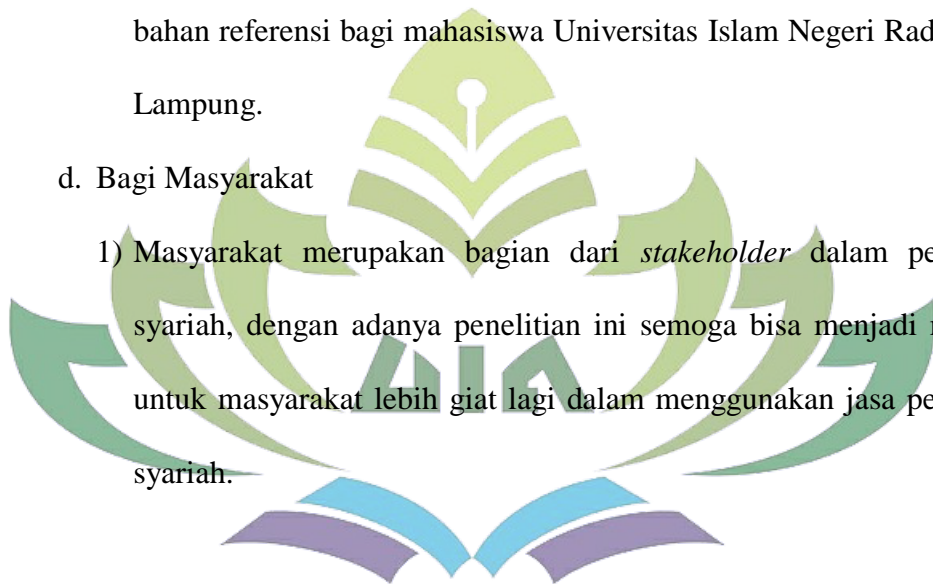 bahan referensi bagi mahasiswa Universitas Islam Negeri Rad
Lampung.
d. Bagi Masyarakat
1) Masyarakat merupakan bagian dari stakeholder dalam pe
syariah, dengan adanya penelitian ini semoga bisa menjadi
untuk masyarakat lebih giat lagi dalam menggunakan jasa pe
syariah.
UIN